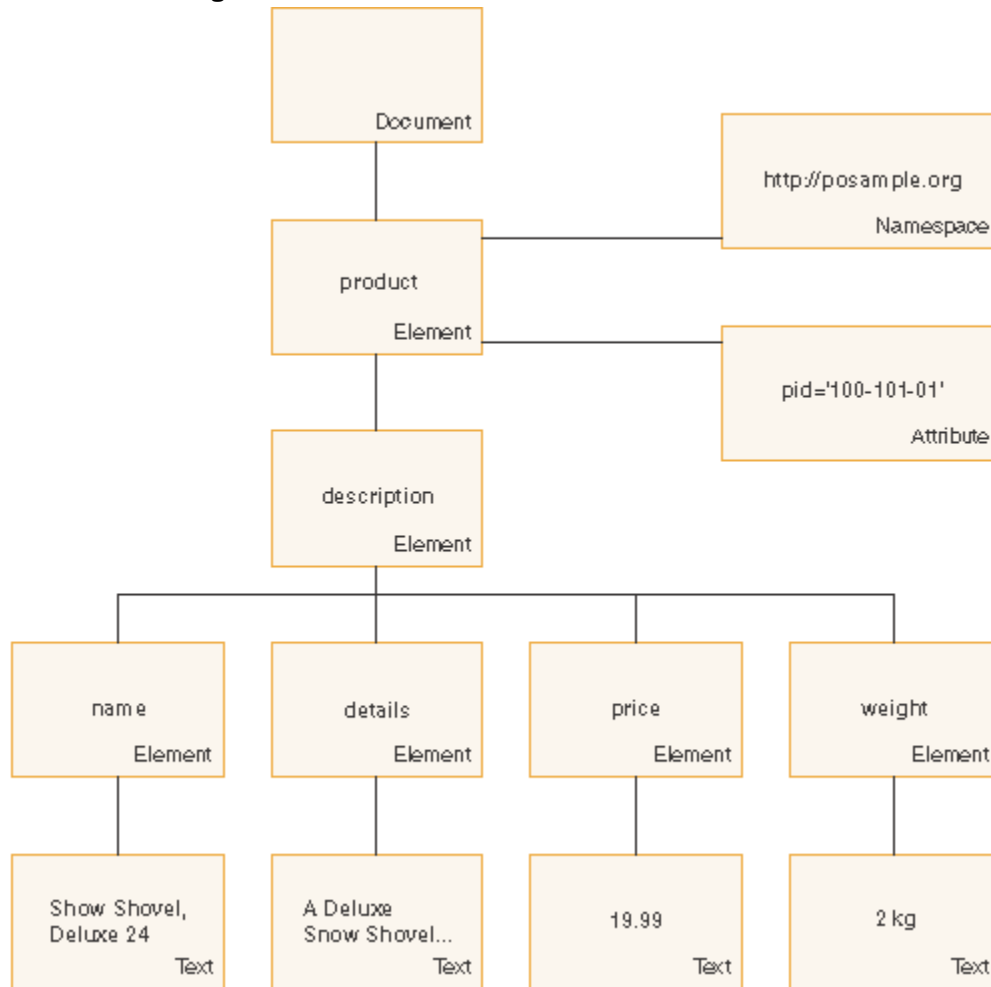 Document
http://posample.org
Namespace
product
Element
pid='100-101-01'
Attribute
description
Element
name
Element
details
Element
price
Element
weight
Element
Show Shovel,
Deluxe 24
Text
A Deluxe
Snow Shovel...
Text
19.99
Text
2 kg
Text